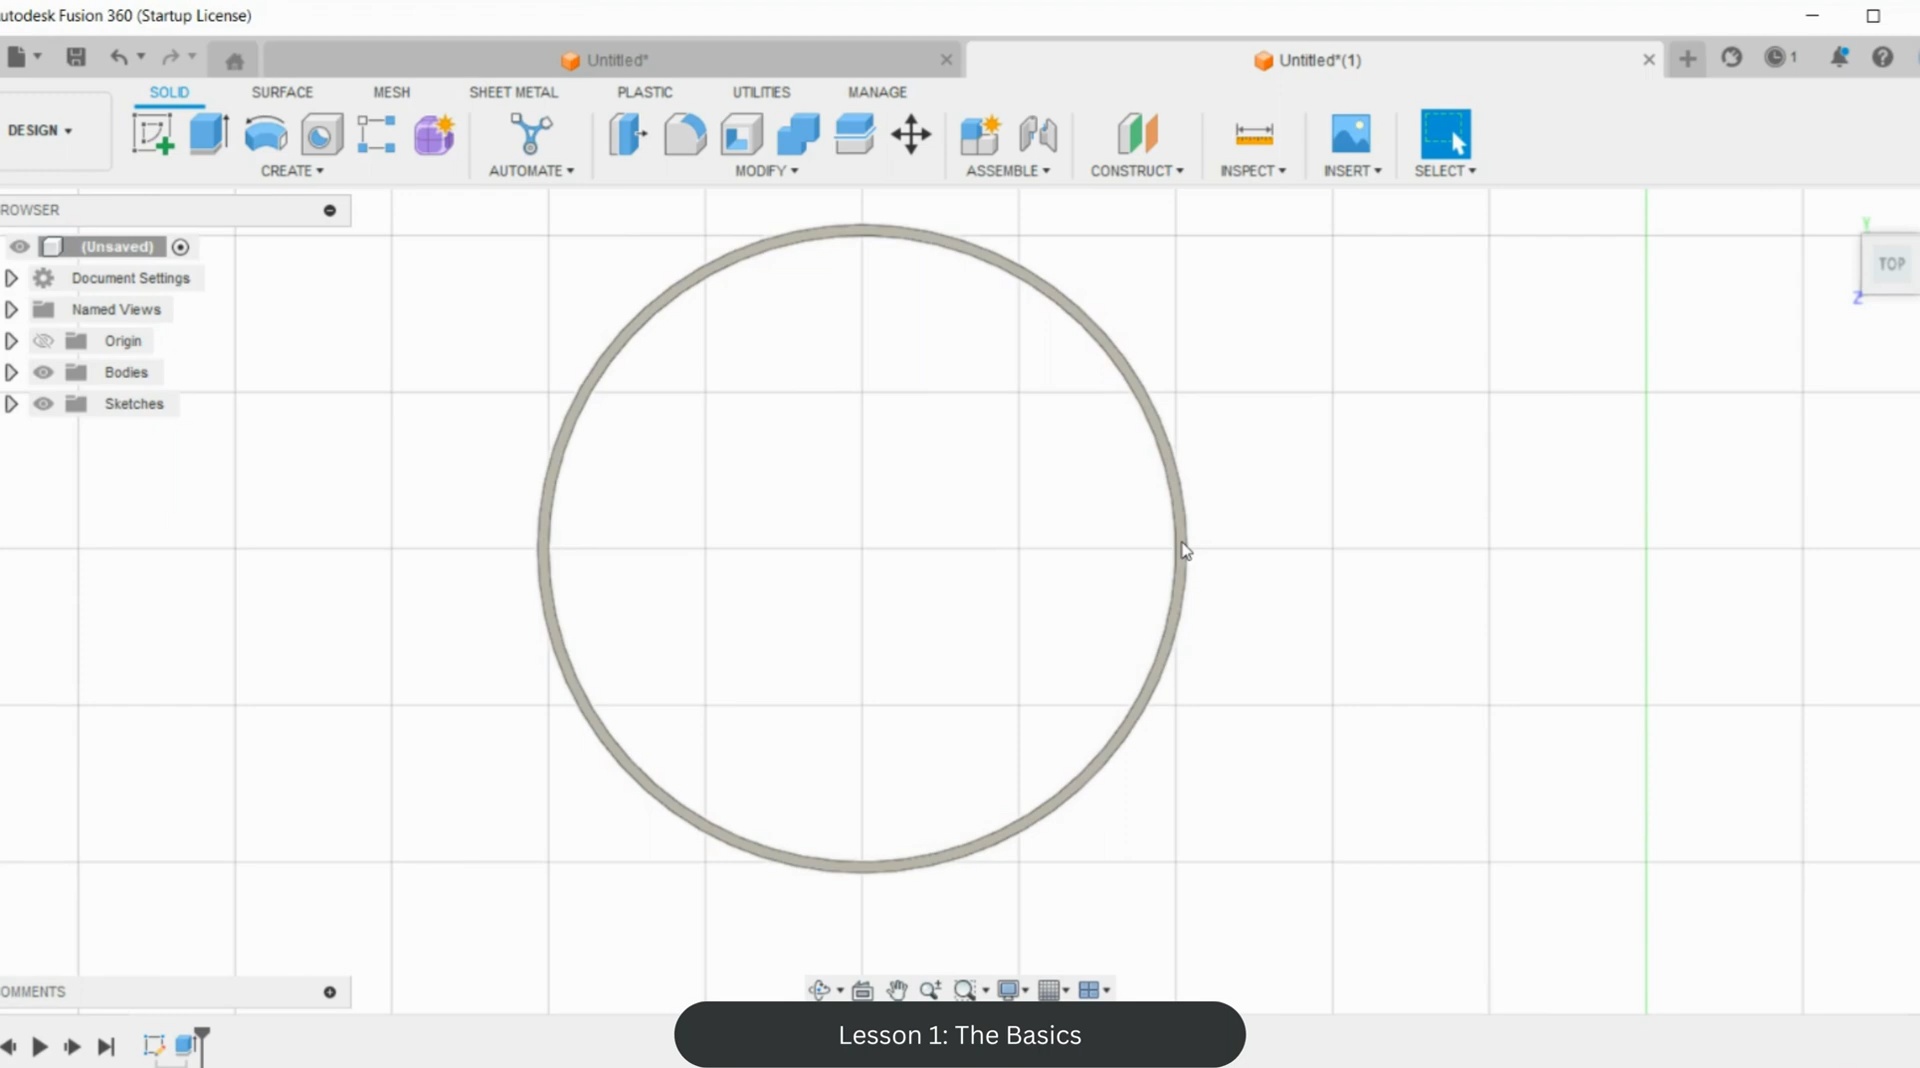 utodesk Fusion 360 (Startup License)
Untitled*
Untitled*(1)
1
SOLID
SURFACE
MESH
SHEET METAL
PLASTIC
UTILITIES
MANAGE
DESIGN
CREATE
AUTOMATE
MODIFY
ASSEMBLE
CONSTRUCT
INSPECT
INSERT
SELECT
ROWSER
(Unsaved)
Document Settings
Named Views
Origin
Bodies
Sketches
Y
TOP
Z
OMMENTS
Lesson 1: The Basics